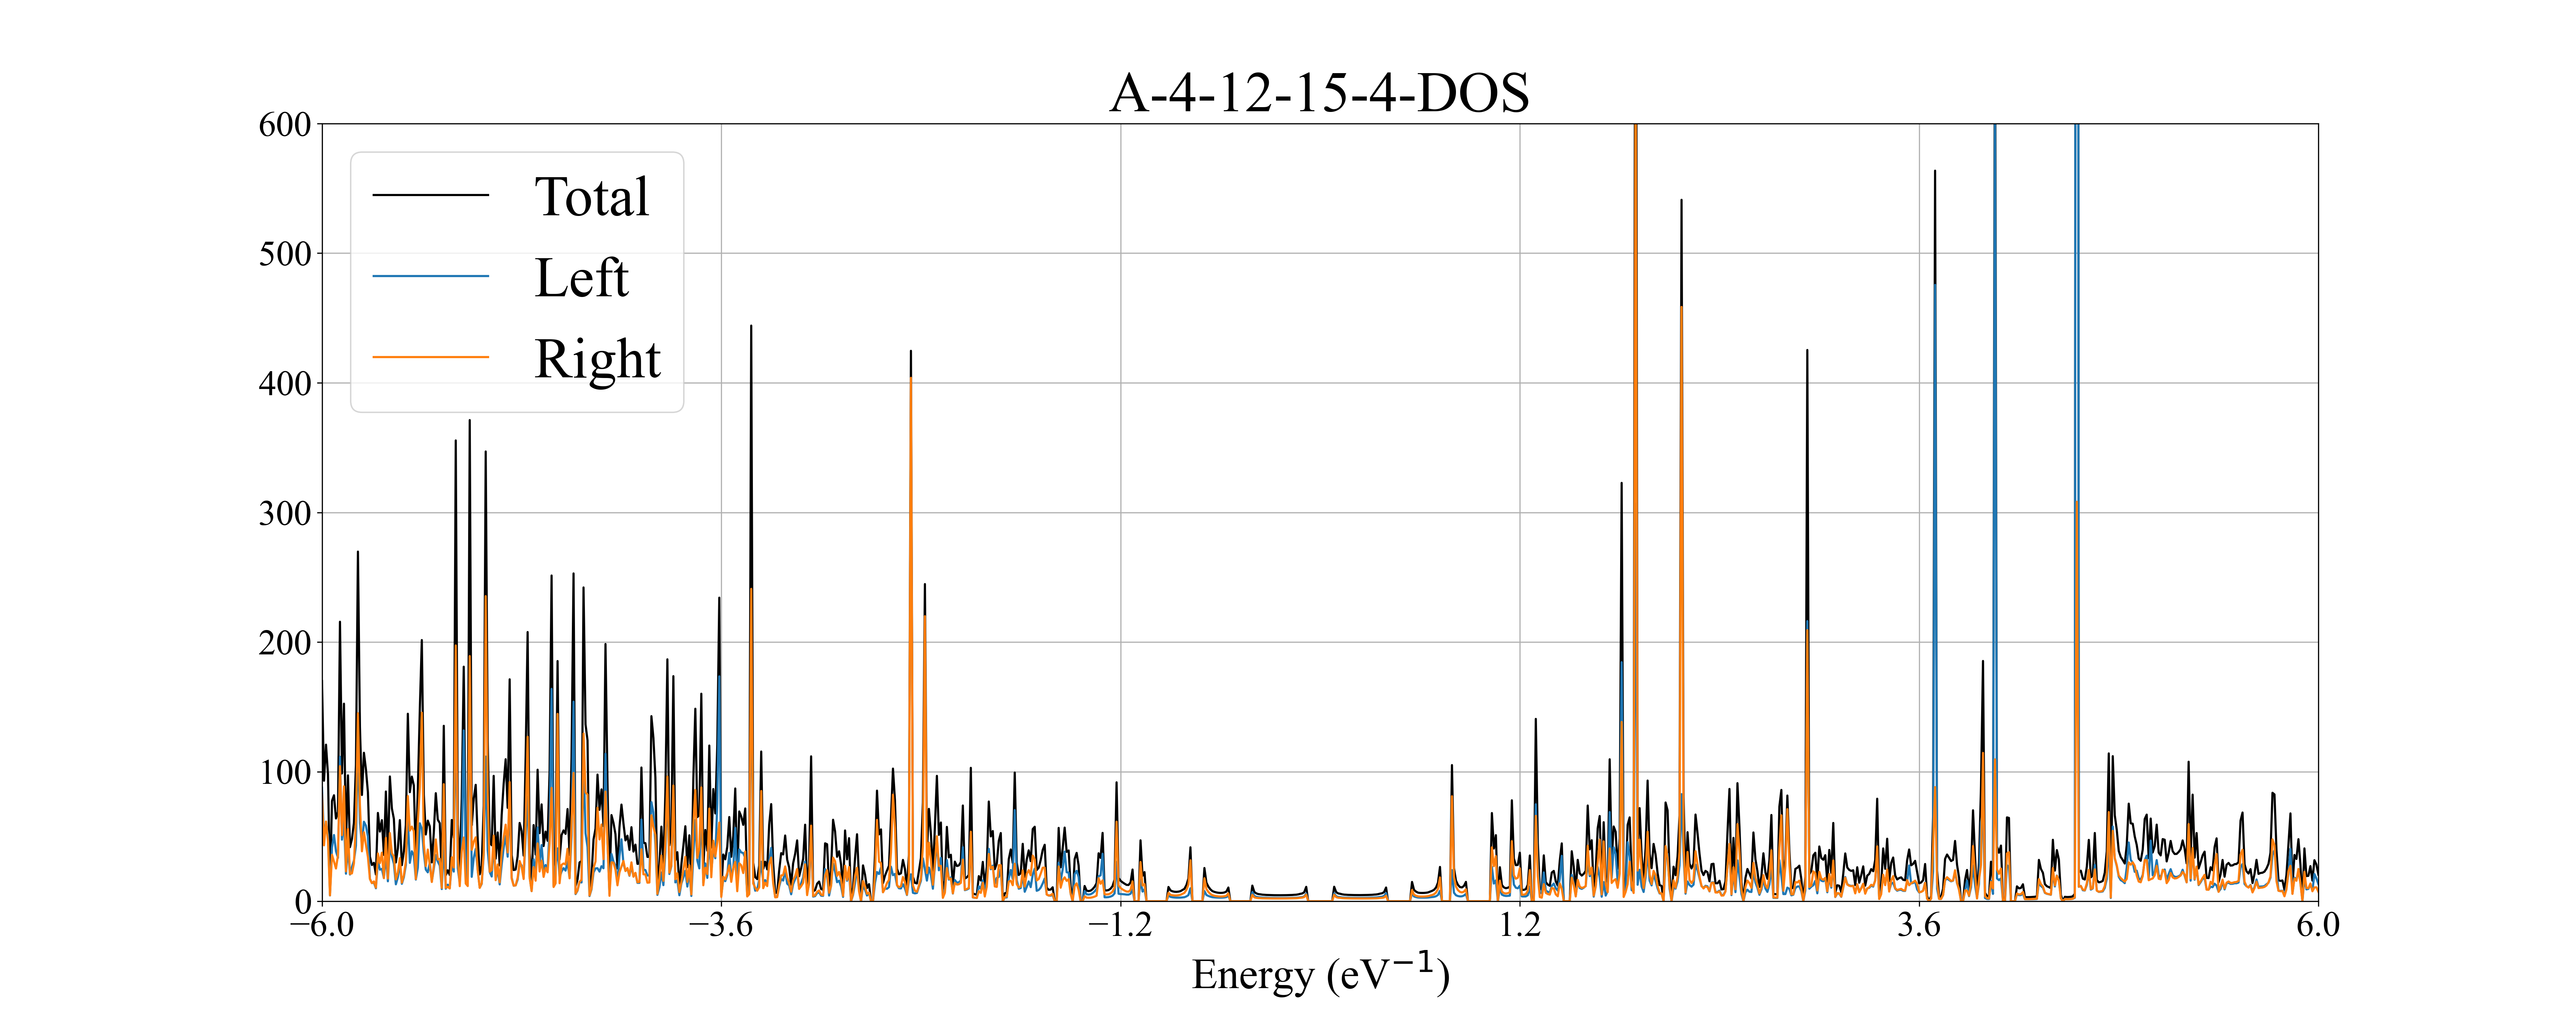 A-4-12-15-4-DOS
600
500
400
300
200
100
0
Total
Left
Right
−6.0
−3.6
−1.2
1.2
3.6
6.0
Energy (eV⁻¹)